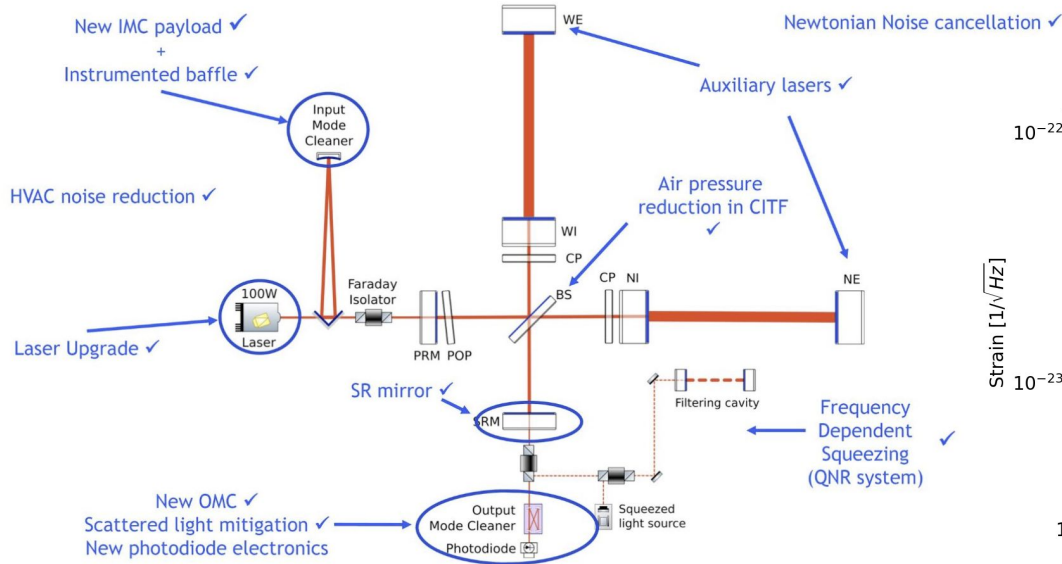 New IMC payload ✓
+
Instrumented baffle ✓
WE
Newtonian Noise cancellation ✓
Auxiliary lasers ✓
Input
Mode
Cleaner
10⁻²²
HVAC noise reduction ✓
Air pressure
reduction in CITF
✓
WI
CP
Faraday
Isolator
100W
Laser
Laser Upgrade ✓
PRM
POP
BS
CP
NI
NE
Strain [1/√Hz]
10⁻²³
SR mirror ✓
SRM
Filtering cavity
Frequency
Dependent
Squeezing
(QNR system)
✓
New OMC ✓
Scattered light mitigation ✓
New photodiode electronics
Output
Mode Cleaner
Photodiode
Squeezed
light source
1